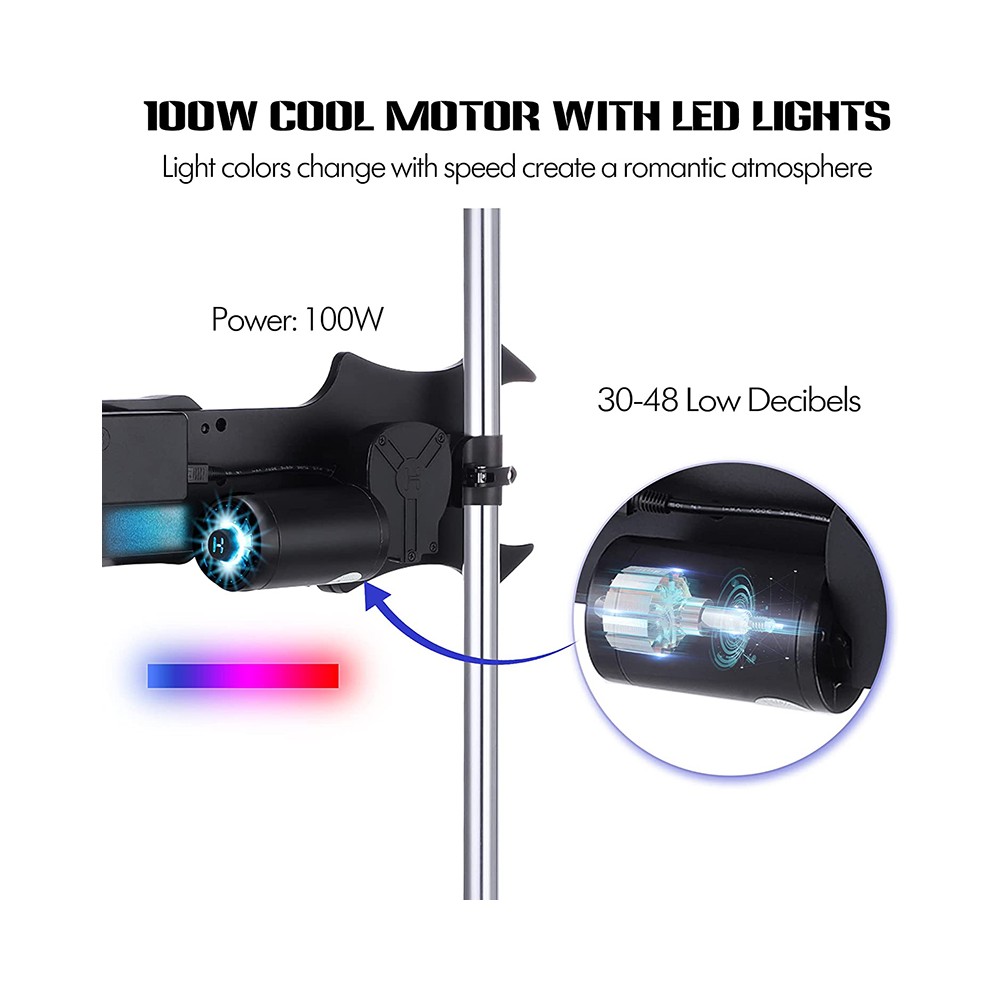 100W COOL MOTOR WITH LED LIGHTS
Light colors change with speed create a romantic atmosphere
Power: 100W
30-48 Low Decibels
H
H